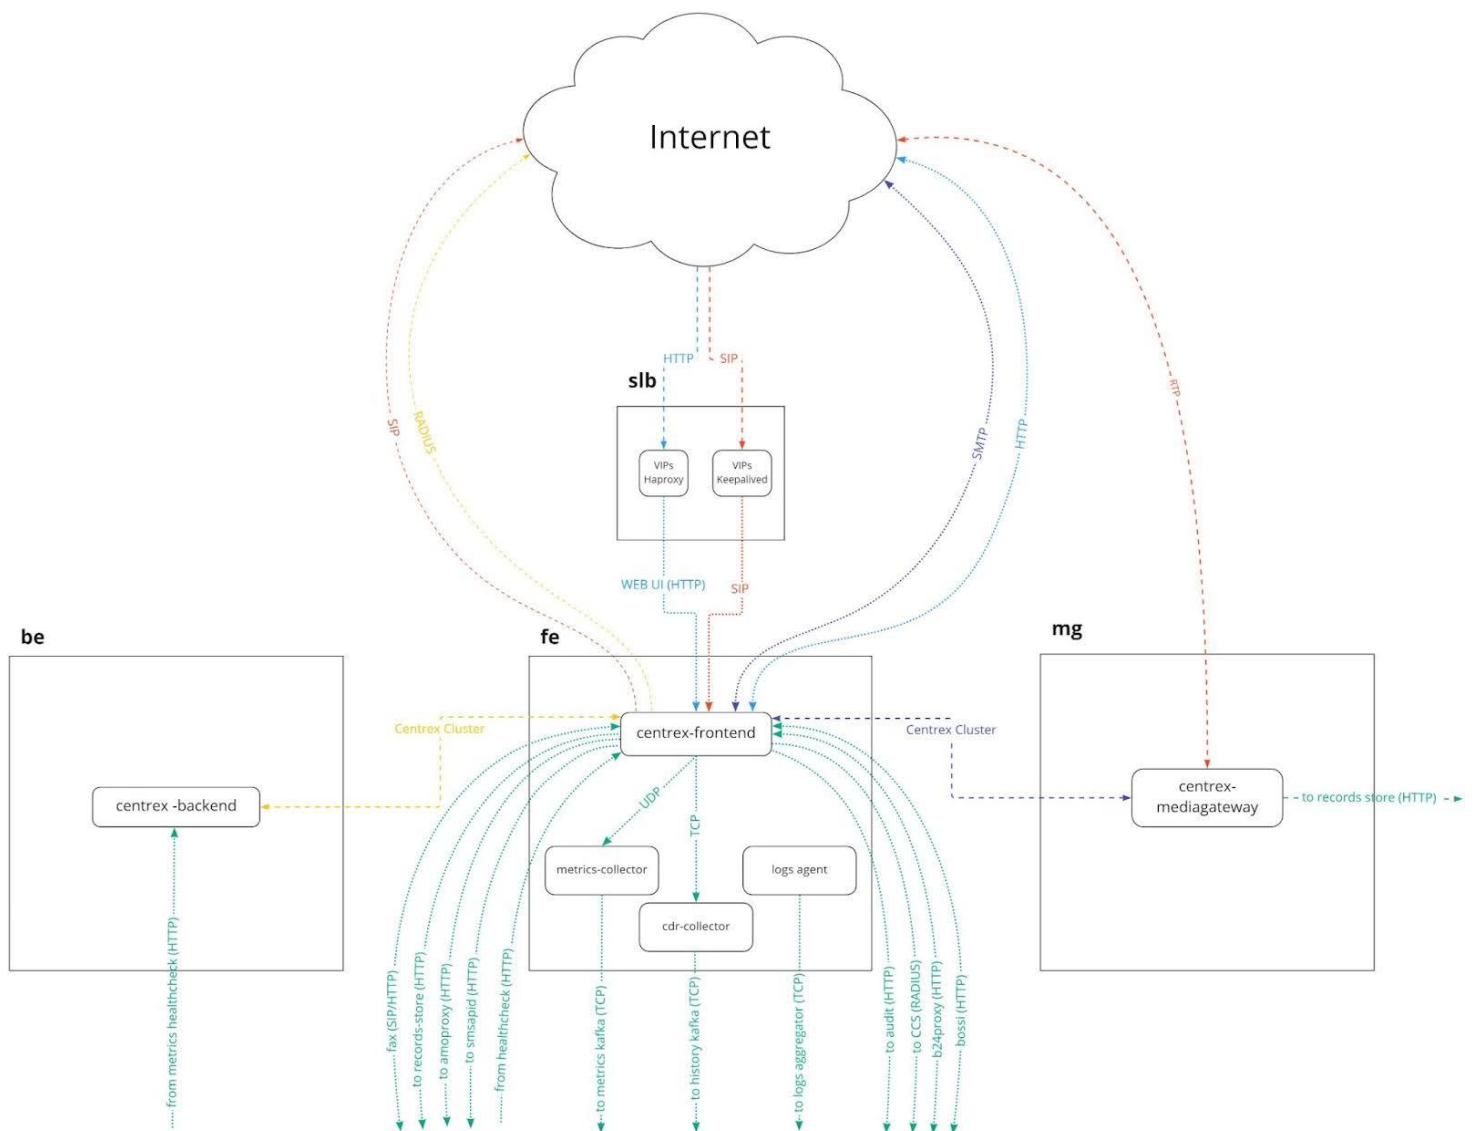 Internet
HTTP
SIP
slb
VIPs
Haproxy
VIPs
Keepalived
SIP
RADIUS
SMTP
HTTP
RTP
WEB UI (HTTP)
SIP
be
fe
mg
Centrex Cluster
centrex-frontend
Centrex Cluster
centrex -backend
centrex-
mediagateway
to records store (HTTP)
UDP
TCP
metrics-collector
logs agent
cdr-collector
from metrics healthcheck (HTTP)
fax (SIP/HTTP)
to records-store (HTTP)
to amoproxy (HTTP)
to smsapid (HTTP)
from healthcheck (HTTP)
to metrics kafka (TCP)
to history kafka (TCP)
to logs aggregator (TCP)
to audit (HTTP)
to CCS (RADIUS)
b24proxy (HTTP)
bossi (HTTP)